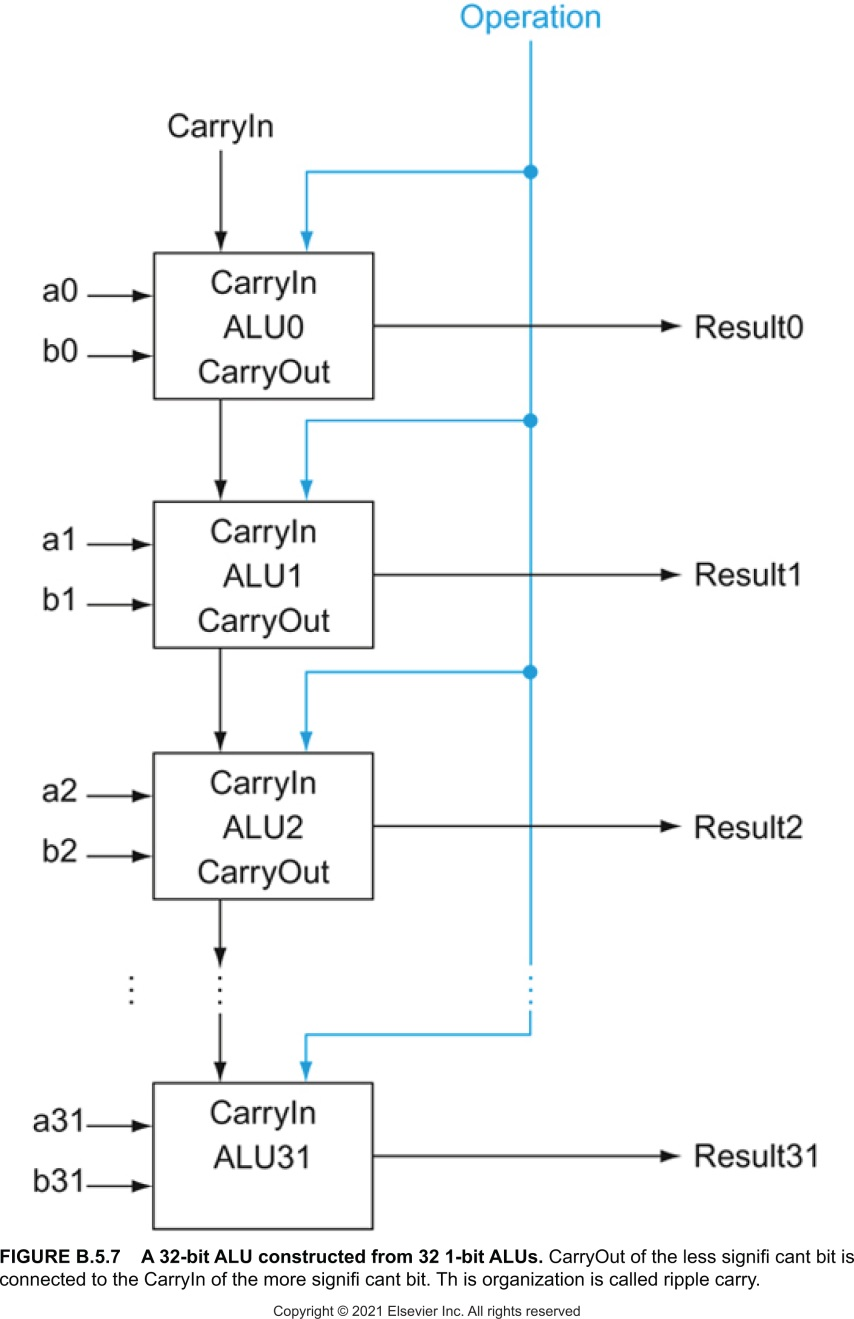 Operation
CarryIn
a0
b0
CarryIn
ALU0
CarryOut
Result0
a1
b1
CarryIn
ALU1
CarryOut
Result1
a2
b2
CarryIn
ALU2
CarryOut
Result2
a31
b31
CarryIn
ALU31
Result31
FIGURE B.5.7 A 32-bit ALU constructed from 32 1-bit ALUs. CarryOut of the less signifi cant bit is
connected to the CarryIn of the more signifi cant bit. Th is organization is called ripple carry.
Copyright © 2021 Elsevier Inc. All rights reserved